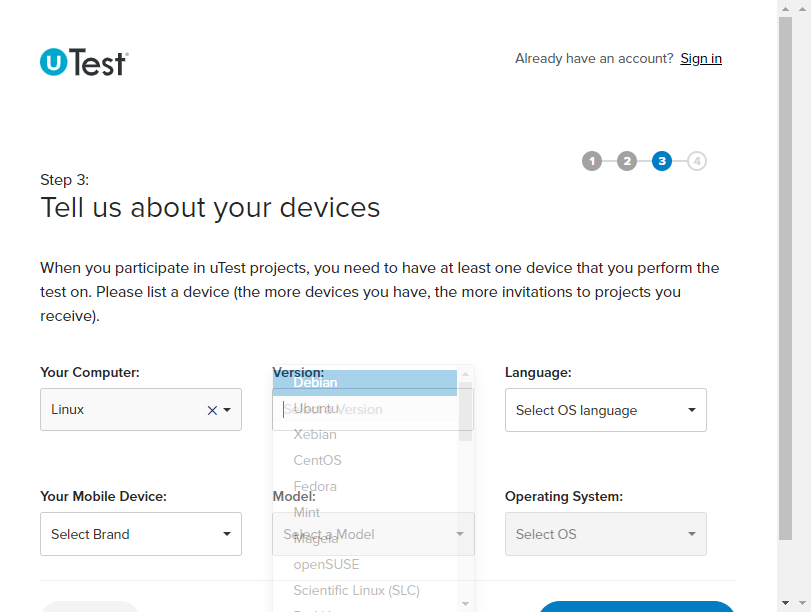 uTest
Already have an account? Sign in
1 2 3 4
Step 3:
Tell us about your devices
When you participate in uTest projects, you need to have at least one device that you perform the
test on. Please list a device (the more devices you have, the more invitations to projects you
receive).
Your Computer:
Linux
Version:
Select a Version
Debian
Ubuntu
Xebian
CentOS
Fedora
Mint
Mageia
openSUSE
Scientific Linux (SLC)
Language:
Select OS language
Your Mobile Device:
Select Brand
Model:
Select a Model
Operating System:
Select OS